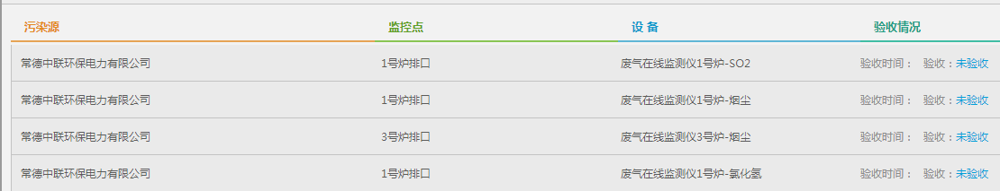 污染源 监控点 设 备 验收情况
常德中联环保电力有限公司 1号炉排口 废气在线监测仪1号炉-SO2 验收时间： 验收：未验收
常德中联环保电力有限公司 1号炉排口 废气在线监测仪1号炉-烟尘 验收时间： 验收：未验收
常德中联环保电力有限公司 3号炉排口 废气在线监测仪3号炉-烟尘 验收时间： 验收：未验收
常德中联环保电力有限公司 1号炉排口 废气在线监测仪1号炉-氯化氢 验收时间： 验收：未验收